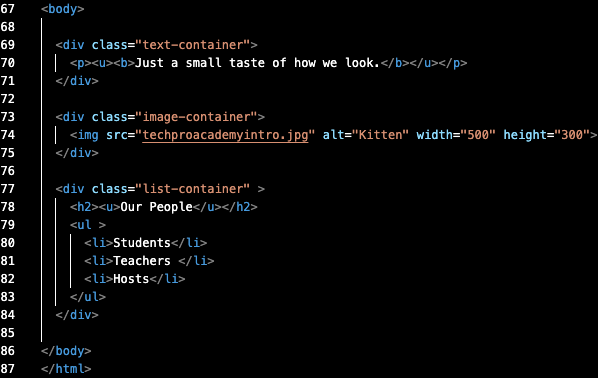 67 <body>
68
69 <div class="text-container">
70 <p><u><b>Just a small taste of how we look.</b></u></p>
71 </div>
72
73 <div class="image-container">
74 <img src="techproacademyintro.jpg" alt="Kitten" width="500" height="300">
75 </div>
76
77 <div class="list-container" >
78 <h2><u>Our People</u></h2>
79 <ul >
80 <li>Students</li>
81 <li>Teachers </li>
82 <li>Hosts</li>
83 </ul>
84 </div>
85
86 </body>
87 </html>